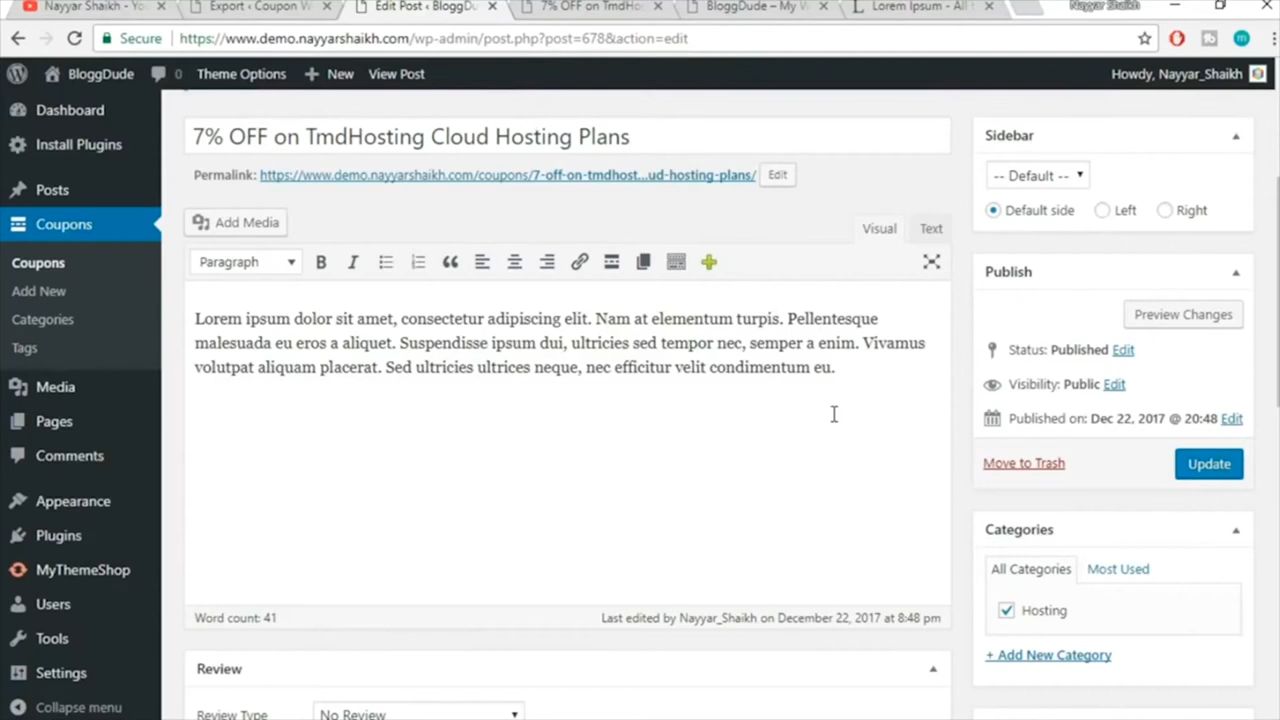 Nayyar Shaikh - Yo
Export ‹ Coupon W
Edit Post ‹ BloggD
7% OFF on TmdHos
BloggDude – My V
Lorem Ipsum - All
Nayyar Shaikh
Secure
https://www.demo.nayyarshaikh.com/wp-admin/post.php?post=678&action=edit
BloggDude
0
Theme Options
New
View Post
Howdy, Nayyar_Shaikh
Dashboard
Install Plugins
Posts
Coupons
Coupons
Add New
Categories
Tags
Media
Pages
Comments
Appearance
Plugins
MyThemeShop
Users
Tools
Settings
Collapse menu
7% OFF on TmdHosting Cloud Hosting Plans
Permalink: https://www.demo.nayyarshaikh.com/coupons/7-off-on-tmdhost...ud-hosting-plans/ Edit
Add Media
Visual
Text
Paragraph
Lorem ipsum dolor sit amet, consectetur adipiscing elit. Nam at elementum turpis. Pellentesque
malesuada eu eros a aliquet. Suspendisse ipsum dui, ultricies sed tempor nec, semper a enim. Vivamus
volutpat aliquam placerat. Sed ultricies ultrices neque, nec efficitur velit condimentum eu.
Word count: 41
Last edited by Nayyar_Shaikh on December 22, 2017 at 8:48 pm
Review
Review Type
No Review
Sidebar
-- Default --
Default side
Left
Right
Publish
Preview Changes
Status: Published Edit
Visibility: Public Edit
Published on: Dec 22, 2017 @ 20:48 Edit
Move to Trash
Update
Categories
All Categories
Most Used
Hosting
+ Add New Category